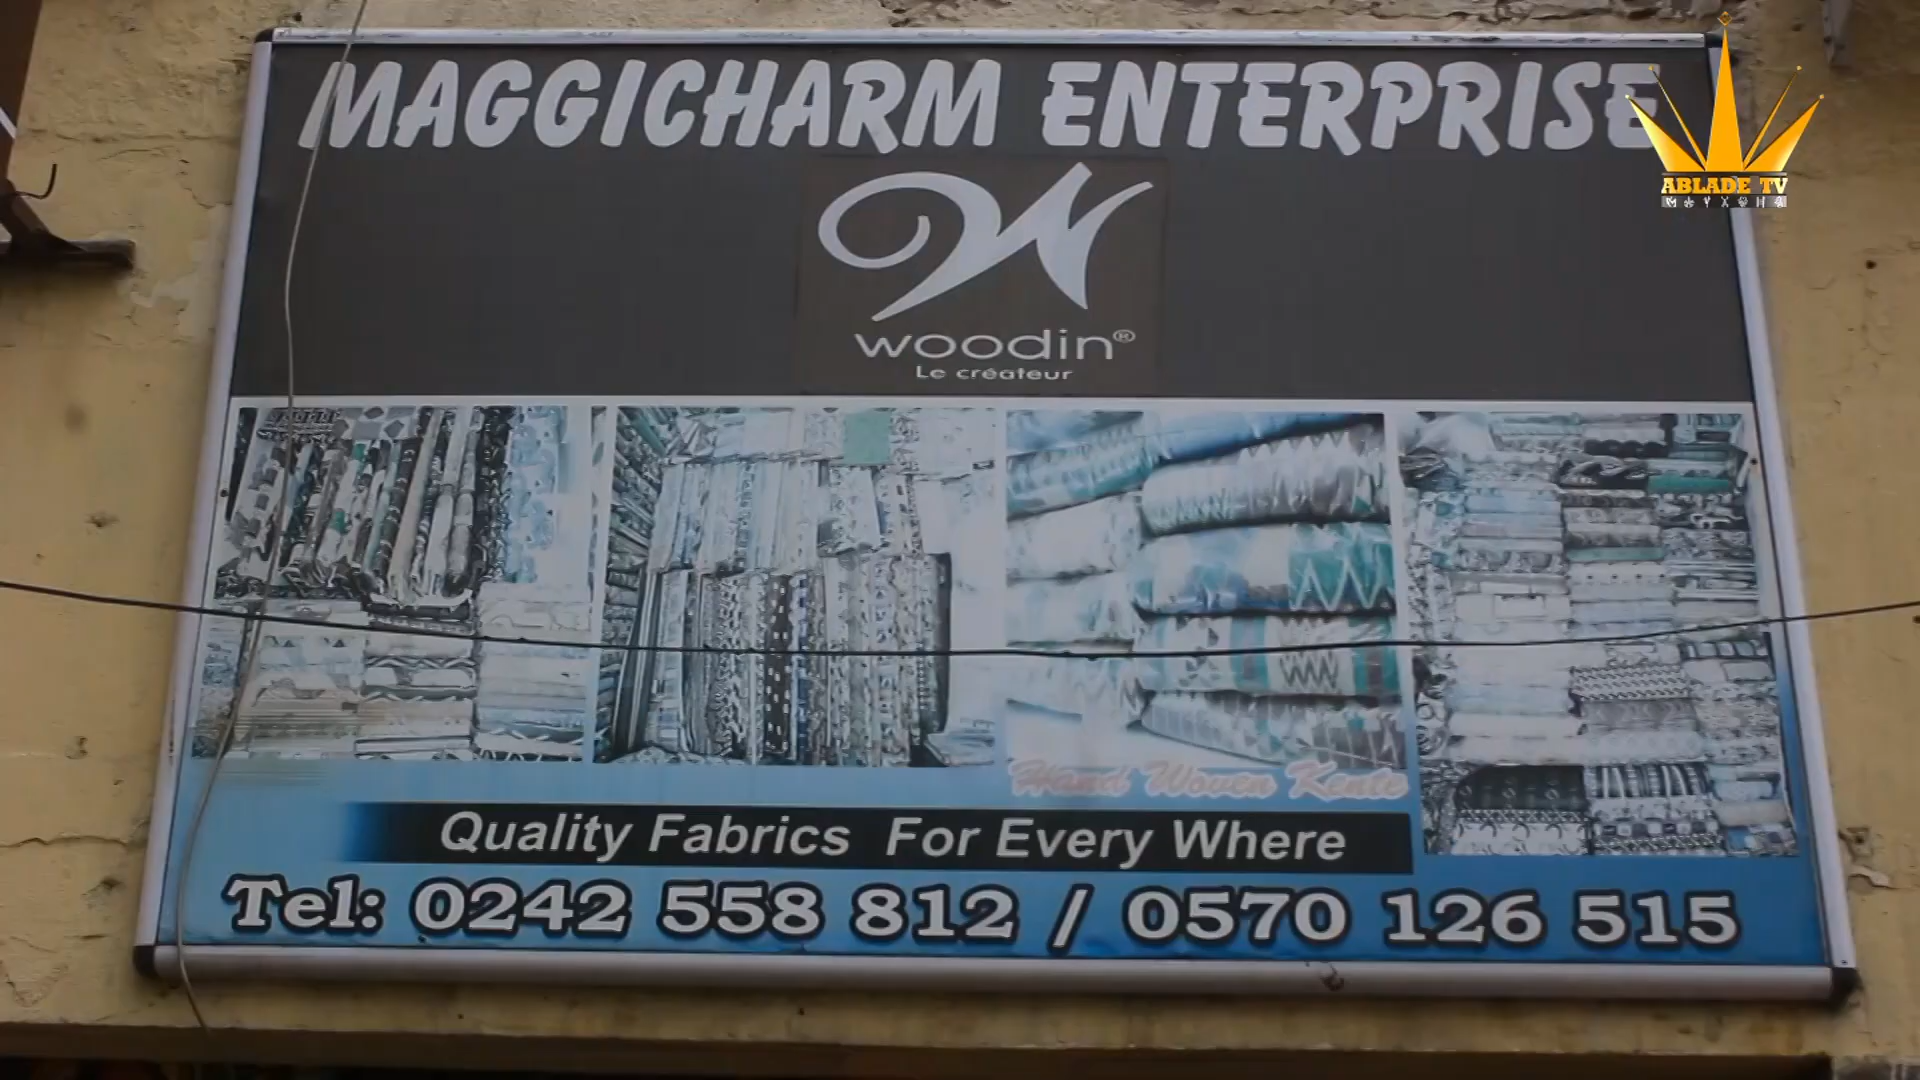 MAGGICHARM ENTERPRISE
ABLADE TV
woodin®
Le créateur
Hand Woven Kente
Quality Fabrics For Every Where
Tel: 0242 558 812 / 0570 126 515